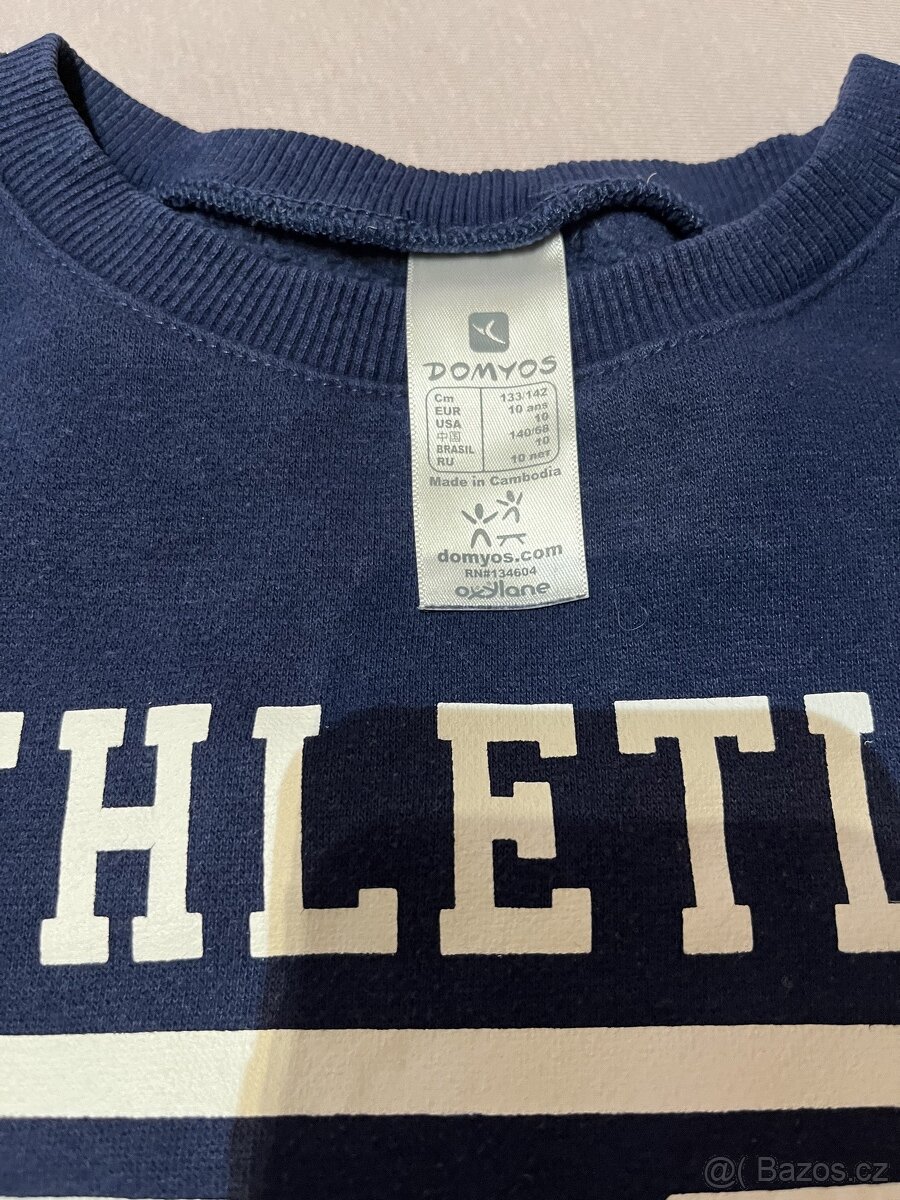 DOMYOS
Cm 133/142
EUR 10 ans
USA 10
中国 140/68
BRASIL 10
RU 10 лет
Made in Cambodia
domyos.com
RN#134604
oxylane
THLETI
@( Bazos.cz